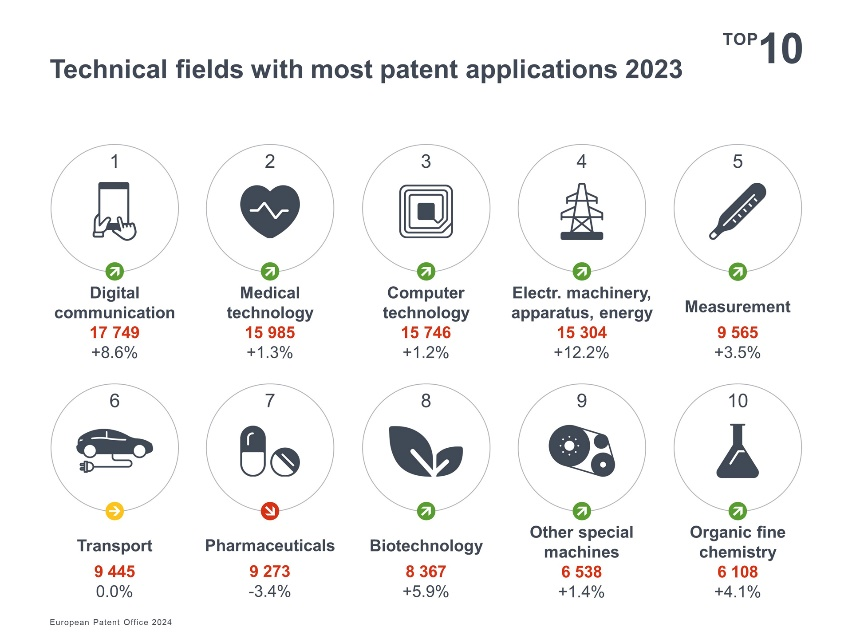 TOP 10
Technical fields with most patent applications 2023
1
2
3
4
5
Digital
communication
17 749
+8.6%
Medical
technology
15 985
+1.3%
Computer
technology
15 746
+1.2%
Electr. machinery,
apparatus, energy
15 304
+12.2%
Measurement
9 565
+3.5%
6
7
8
9
10
Transport
9 445
0.0%
Pharmaceuticals
9 273
-3.4%
Biotechnology
8 367
+5.9%
Other special
machines
6 538
+1.4%
Organic fine
chemistry
6 108
+4.1%
European Patent Office 2024